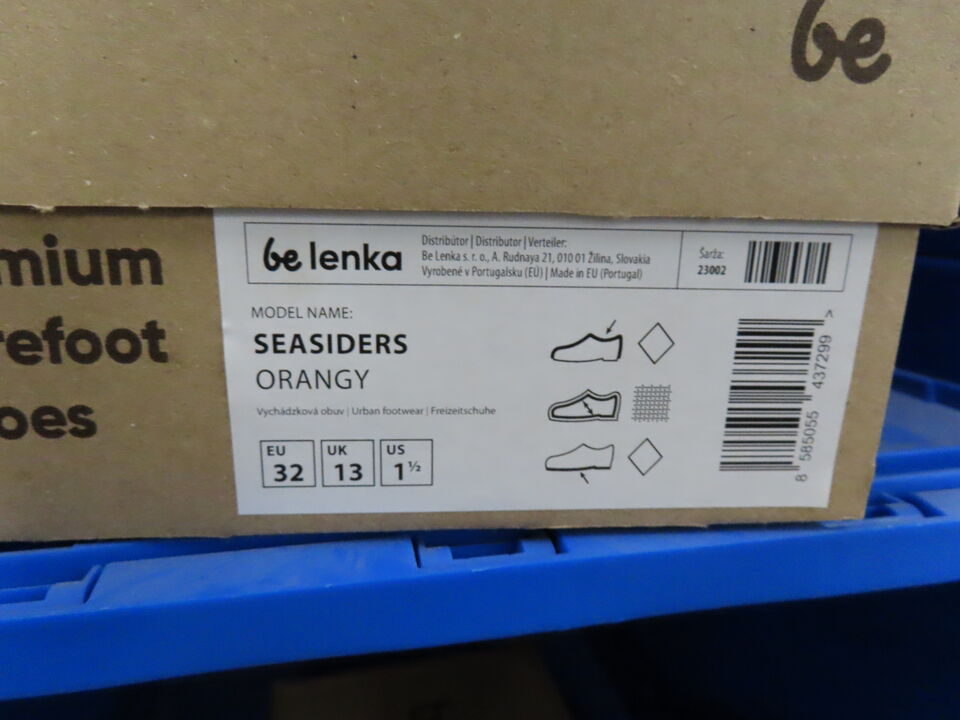 be
mium
refoot
oes
be lenka
Distribútor | Distributor | Verteiler:
Be Lenka s. r. o., A. Rudnaya 21, 010 01 Žilina, Slovakia
Vyrobené v Portugalsku (EÚ) | Made in EU (Portugal)
Šarža:
23002
MODEL NAME:
SEASIDERS
ORANGY
Vychádzková obuv | Urban footwear | Freizeitschuhe
EU
32
UK
13
US
1 ½
8 585055 437299 >